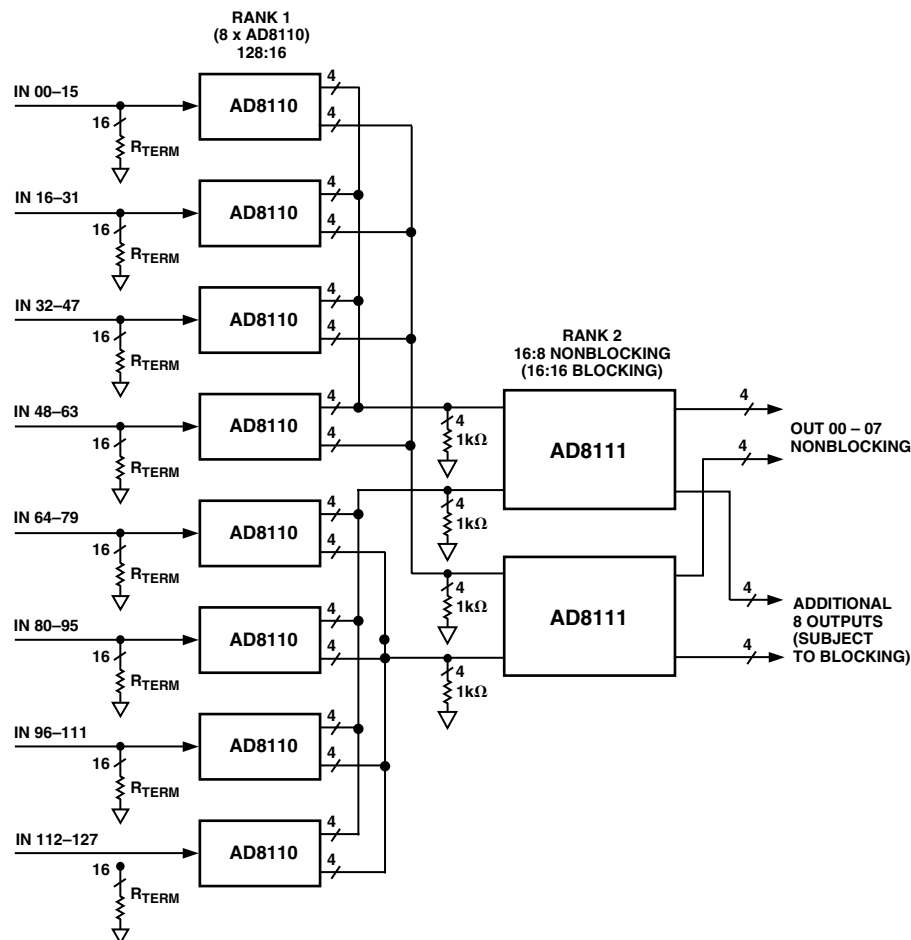 RANK 1
(8 x AD8110)
128:16
IN 00–15
16
RTERM
AD8110
4
4
IN 16–31
16
RTERM
AD8110
4
4
IN 32–47
16
RTERM
AD8110
4
4
IN 48–63
16
RTERM
AD8110
4
4
IN 64–79
16
RTERM
AD8110
4
4
IN 80–95
16
RTERM
AD8110
4
4
IN 96–111
16
RTERM
AD8110
4
4
IN 112–127
16
RTERM
AD8110
4
4
RANK 2
16:8 NONBLOCKING
(16:16 BLOCKING)
4
1kΩ
4
1kΩ
AD8111
4
1kΩ
4
1kΩ
AD8111
4
4
OUT 00 – 07
NONBLOCKING
4
4
ADDITIONAL
8 OUTPUTS
(SUBJECT
TO BLOCKING)